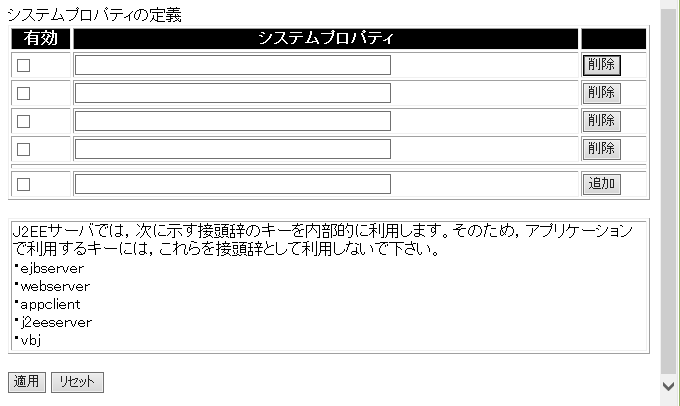 システムプロパティの定義
有効 システムプロパティ
削除
削除
削除
削除
追加
J2EEサーバでは，次に示す接頭辞のキーを内部的に利用します。そのため，アプリケーション
で利用するキーには，これらを接頭辞として利用しないで下さい。
・ejbserver
・webserver
・appclient
・j2eeserver
・vbj
適用 リセット